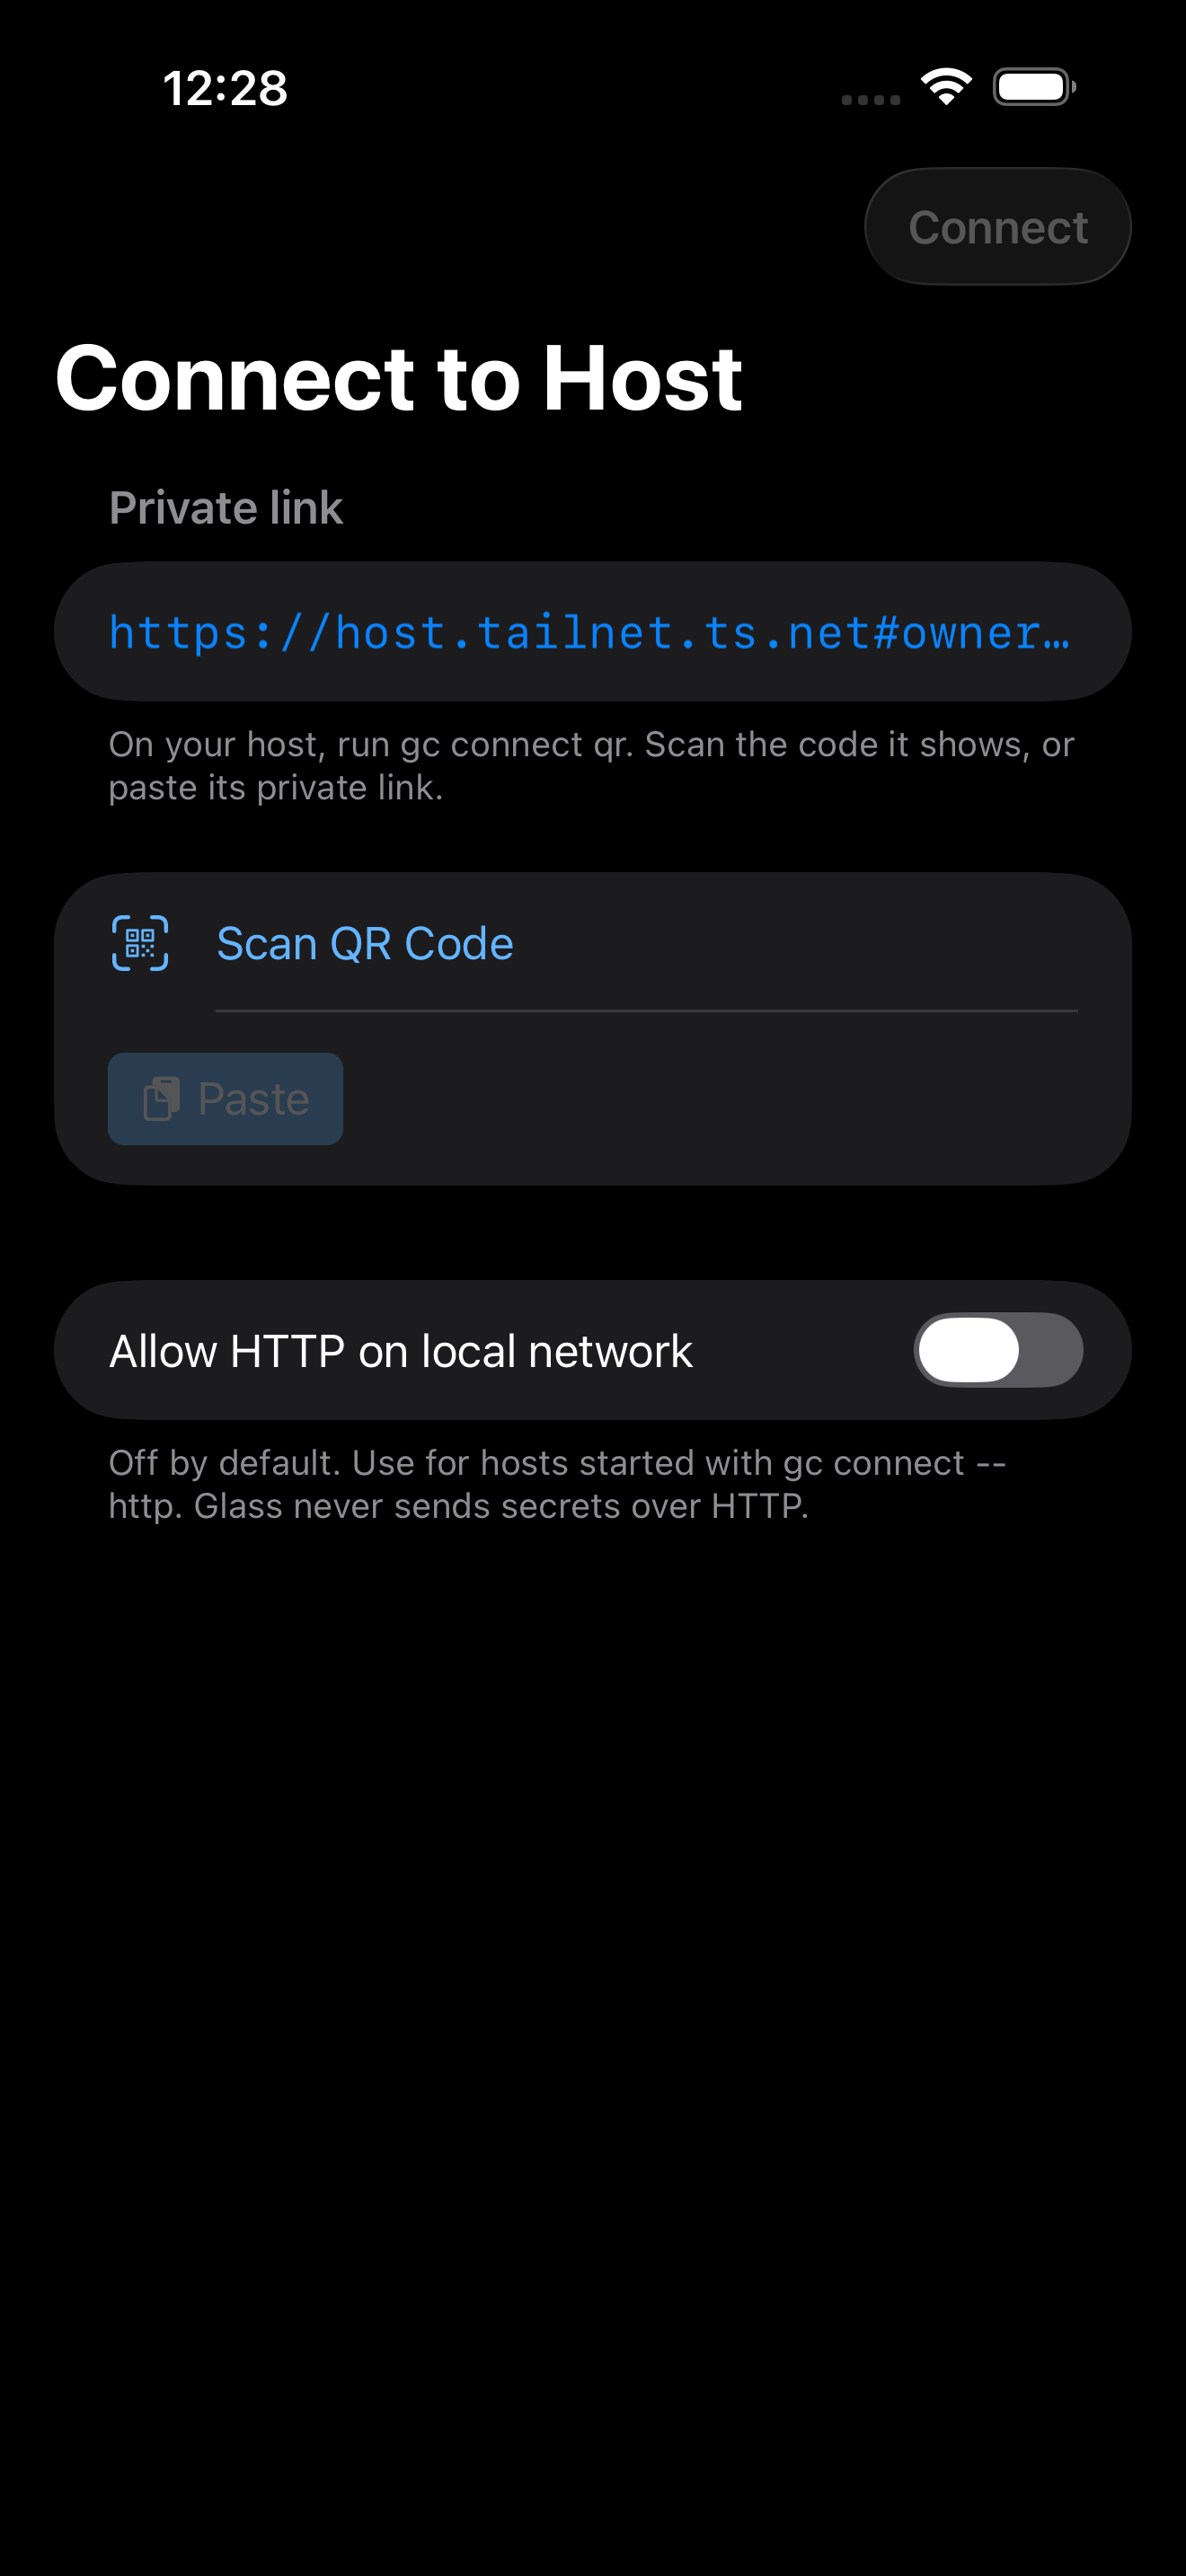 12:28
Connect
Connect to Host
Private link
https://host.tailnet.ts.net#owner…
On your host, run gc connect qr. Scan the code it shows, or
paste its private link.
Scan QR Code
Paste
Allow HTTP on local network
Off by default. Use for hosts started with gc connect --
http. Glass never sends secrets over HTTP.